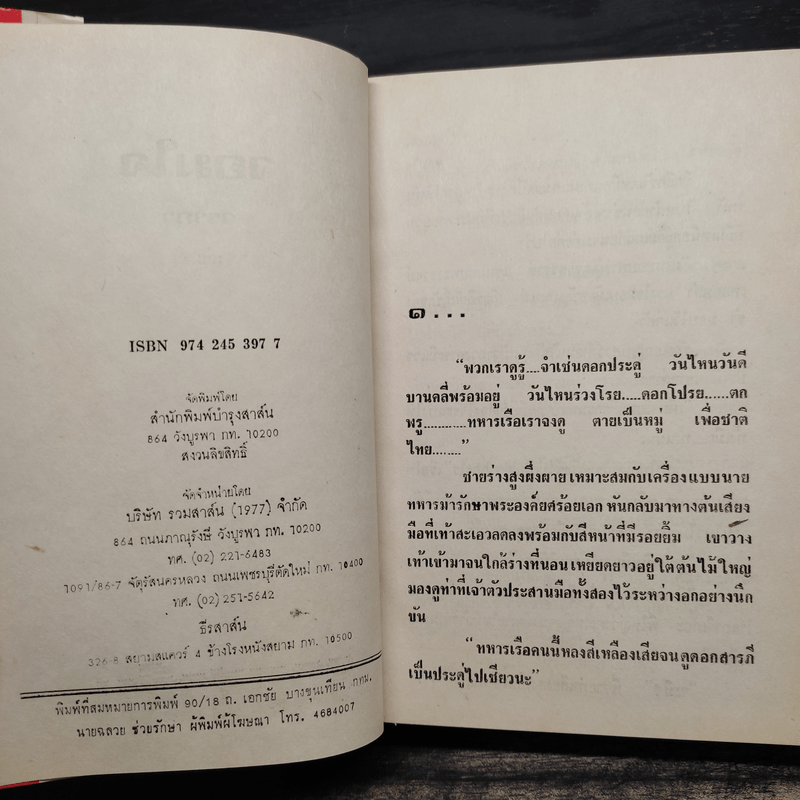 ISBN 974 245 397 7
จัดพิมพ์โดย
สำนักพิมพ์บำรุงสาส์น
864 วังบูรพา กท. 10200
สงวนลิขสิทธิ์
จัดจำหน่ายโดย
บริษัท รวมสาส์น (1977) จำกัด
864 ถนนภาณุรังษี วังบูรพา กท. 10200
ทศ. (02) 221-6483
1091/86-7 จัตุรัสนครหลวง ถนนเพชรบุรีตัดใหม่ กท. 10400
ทศ. (02) 251-5642
ธีรสาส์น
326-8 สยามสแควร์ 4 ข้างโรงหนังสยาม กท. 10500
พิมพ์ที่สมหมายการพิมพ์ 90/18 ถ. เอกชัย บางขุนเทียน กทม.
นายฉลวย ช่วยรักษา ผู้พิมพ์ผู้โฆษณา โทร. 4684007
๑...
“พวกเราดูรู้....จำเช่นดอกประดู่ วันไหนวันดี
บานคลี่พร้อมอยู่ วันไหนร่วงโรย.....ดอกโปรย......ตก
พรู............ทหารเรือเราจงดู ตายเป็นหมู่ เพื่อชาติ
ไทย........”
ชายร่างสูงผึ่งผาย เหมาะสมกับเครื่องแบบนาย
ทหารม้ารักษาพระองค์ยศร้อยเอก หันกลับมาทางต้นเสียง
มือที่เท้าสะเอวลดลงพร้อมกับสีหน้าที่มีรอยยิ้ม เขาวาง
เท้าเข้ามาจนใกล้ร่างที่นอนเหยียดยาวอยู่ใต้ต้นไม้ใหญ่
มองดูท่าที่เจ้าตัวประสานมือทั้งสองไว้ระหว่างอกอย่างนึก
ขัน
“ทหารเรือคนนี้หลงสีเหลืองเสียจนดูดอกสารภี
เป็นประดู่ไปเชียวนะ”